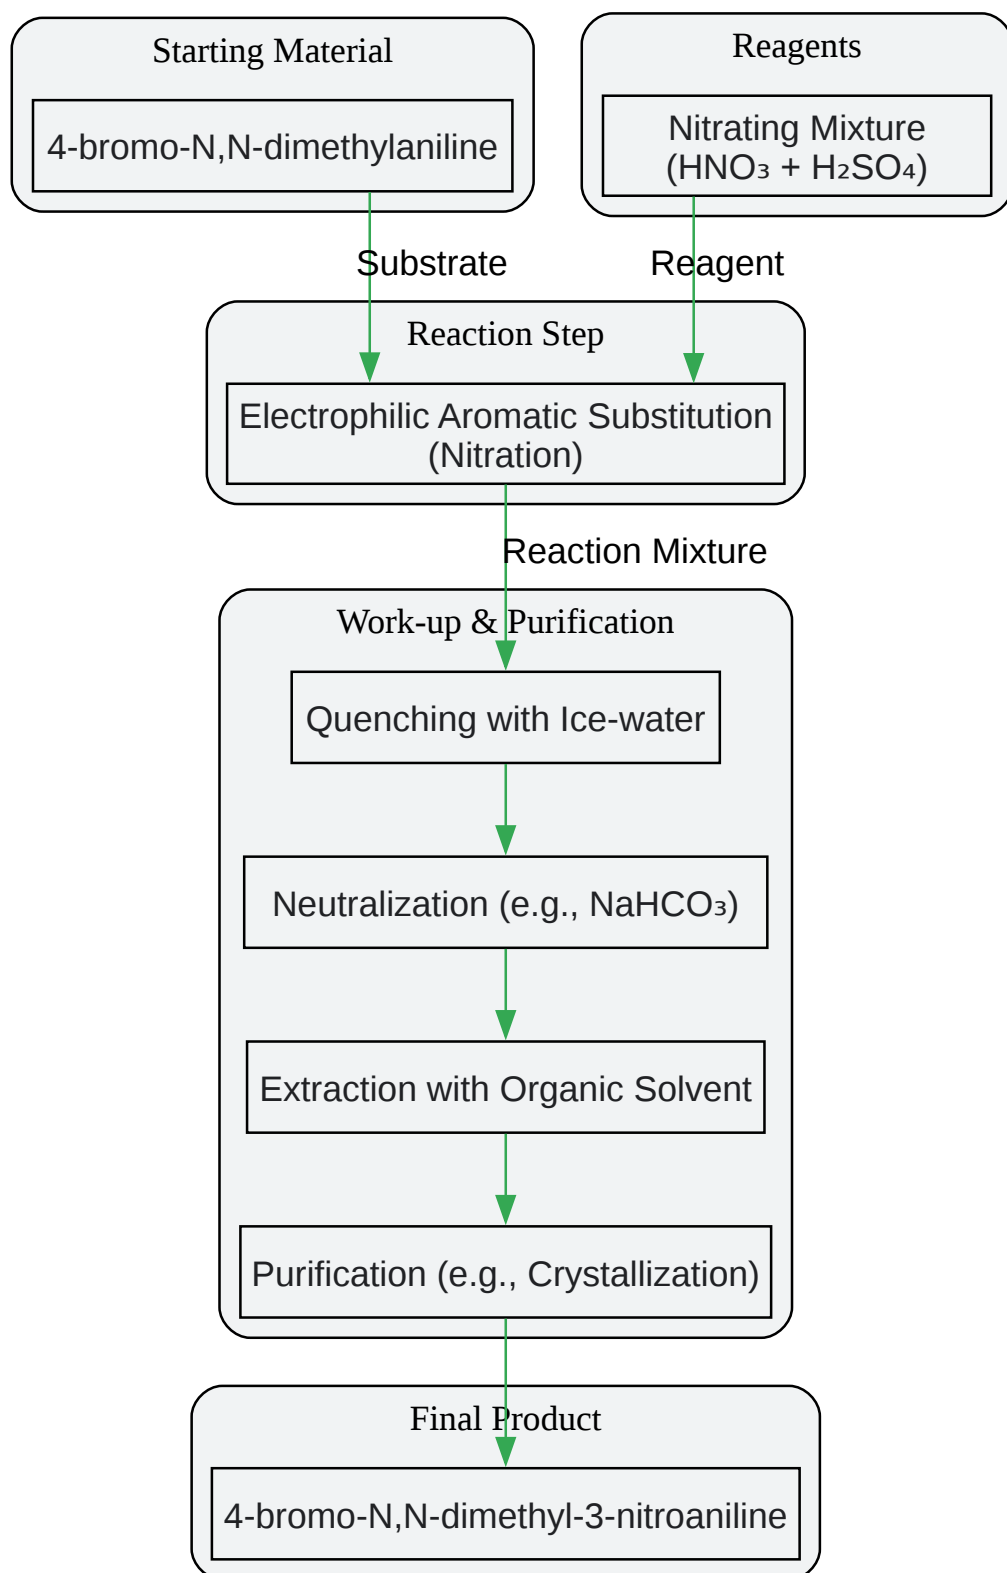 Starting Material
4-bromo-N,N-dimethylaniline
Reagents
Nitrating Mixture
(HNO₃ + H₂SO₄)
Substrate
Reagent
Reaction Step
Electrophilic Aromatic Substitution
(Nitration)
Reaction Mixture
Work-up & Purification
Quenching with Ice-water
Neutralization (e.g., NaHCO₃)
Extraction with Organic Solvent
Purification (e.g., Crystallization)
Final Product
4-bromo-N,N-dimethyl-3-nitroaniline